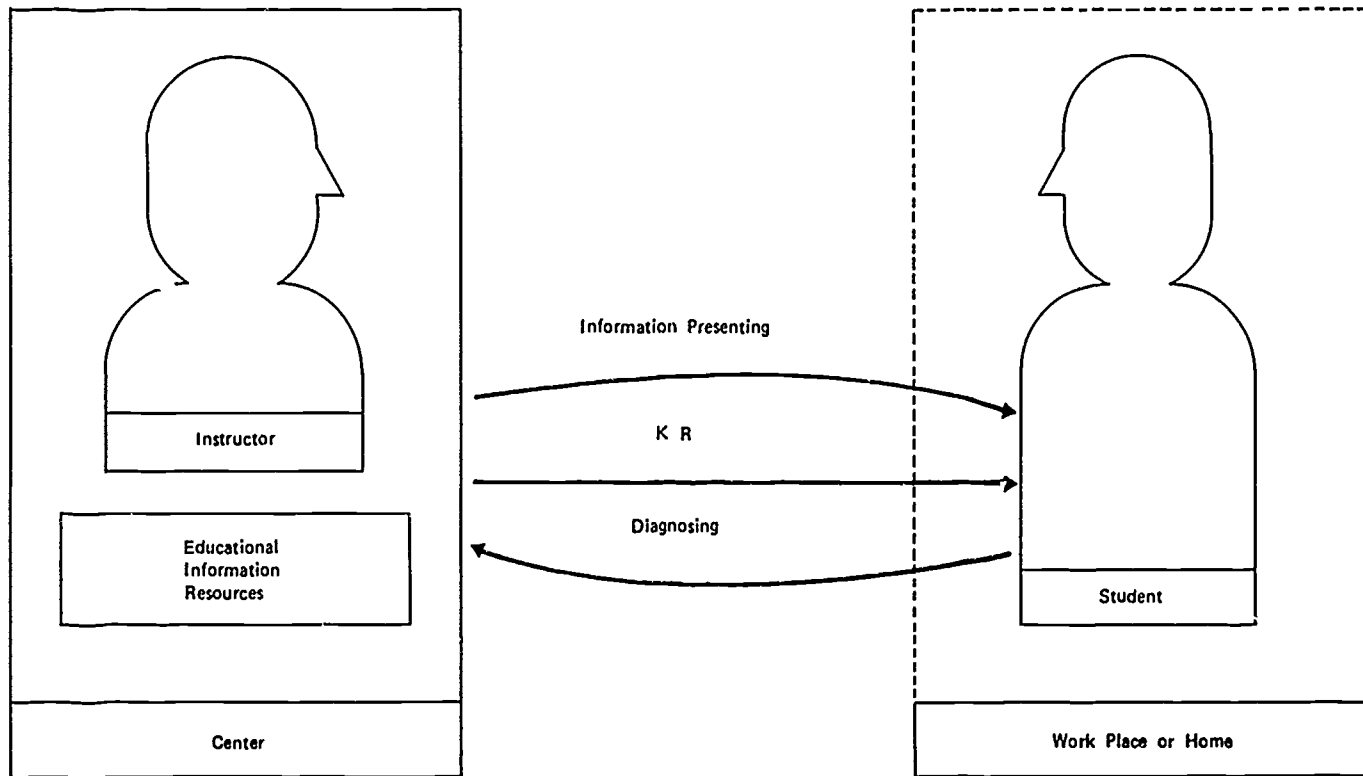 Information Presenting
K R
Instructor
Diagnosing
Educational
Information
Resources
Student
Center
Work Place or Home